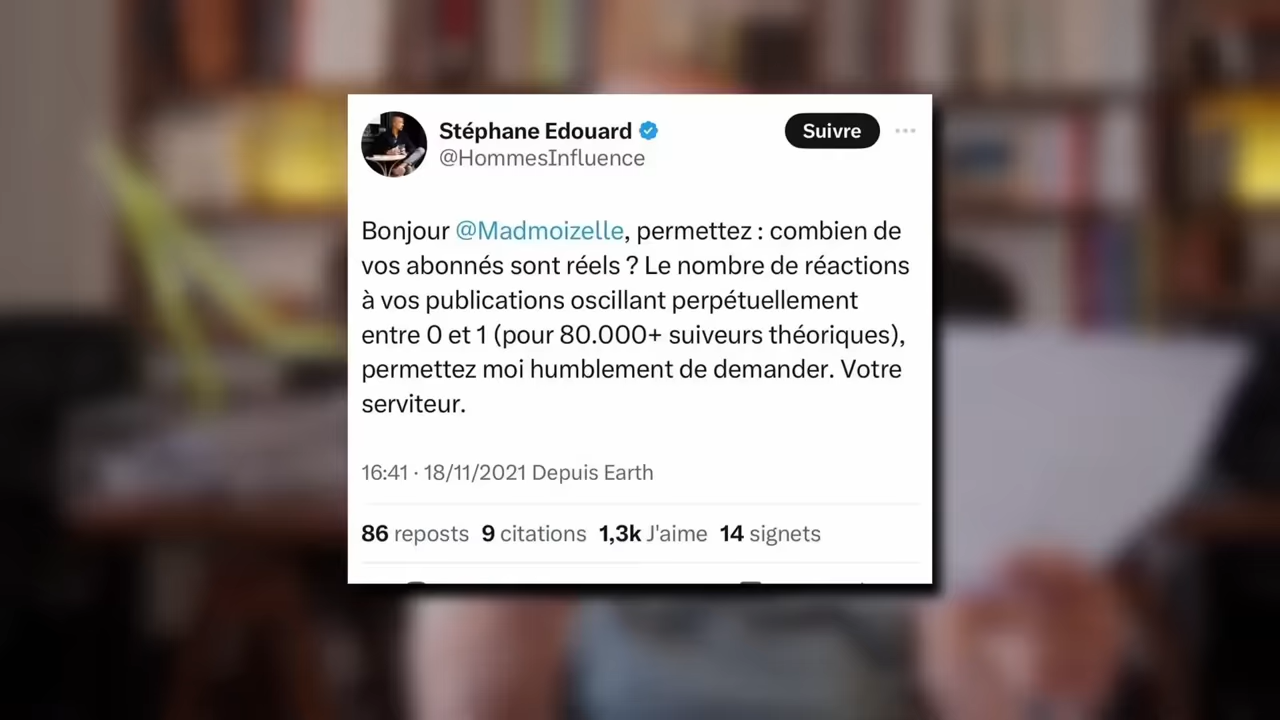 Stéphane Edouard
@HommesInfluence
Suivre
Bonjour @Madmoizelle, permettez : combien de
vos abonnés sont réels ? Le nombre de réactions
à vos publications oscillant perpétuellement
entre 0 et 1 (pour 80.000+ suiveurs théoriques),
permettez moi humblement de demander. Votre
serviteur.
16:41 · 18/11/2021 Depuis Earth
86 reposts 9 citations 1,3k J'aime 14 signets